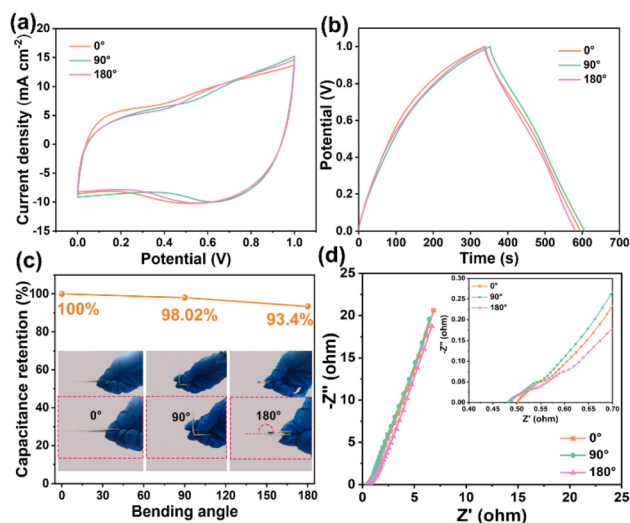 (a)
0°
90°
180°
Current density (mA cm⁻²)
20
15
10
5
0
-5
-10
-15
0.0 0.2 0.4 0.6 0.8 1.0
Potential (V)
(b)
0°
90°
180°
Potential (V)
1.0
0.8
0.6
0.4
0.2
0.0
0 100 200 300 400 500 600 700
Time (s)
(c)
Capacitance retention (%)
120
100
80
60
40
20
0
100%
98.02%
93.4%
0°
90°
180°
0 30 60 90 120 150 180
Bending angle
(d)
-Z'' (ohm)
25
20
15
10
5
0
0 5 10 15 20 25
Z' (ohm)
0°
90°
180°
-Z'' (ohm)
0.30
0.25
0.20
0.15
0.10
0.05
0.00
0.40 0.45 0.50 0.55 0.60 0.65 0.70
Z' (ohm)
0°
90°
180°